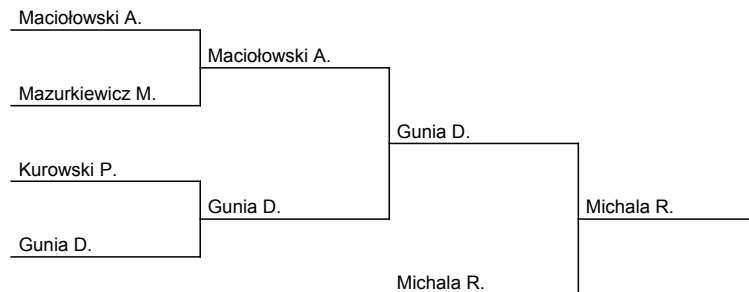 Maciołowski A.
Maciołowski A.
Mazurkiewicz M.
Gunia D.
Kurowski P.
Gunia D.
Michala R.
Gunia D.
Michala R.